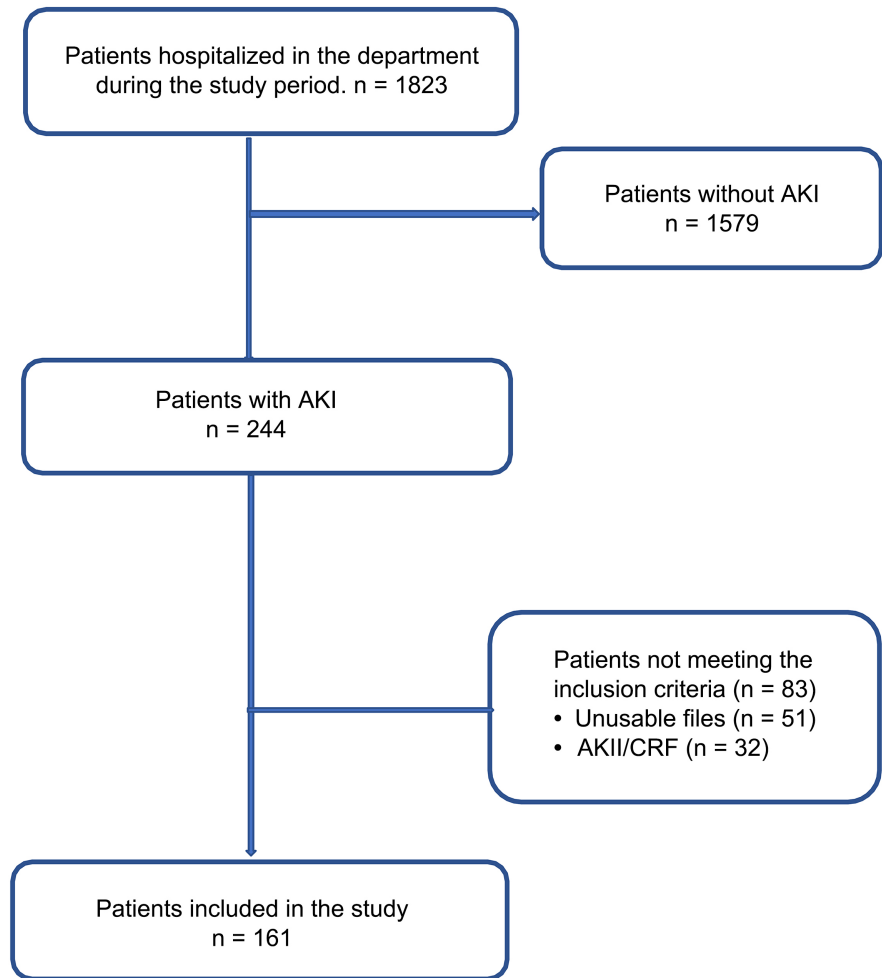 Patients hospitalized in the department
during the study period. n = 1823
Patients without AKI
n = 1579
Patients with AKI
n = 244
Patients not meeting the
inclusion criteria (n = 83)
• Unusable files (n = 51)
• AKII/CRF (n = 32)
Patients included in the study
n = 161